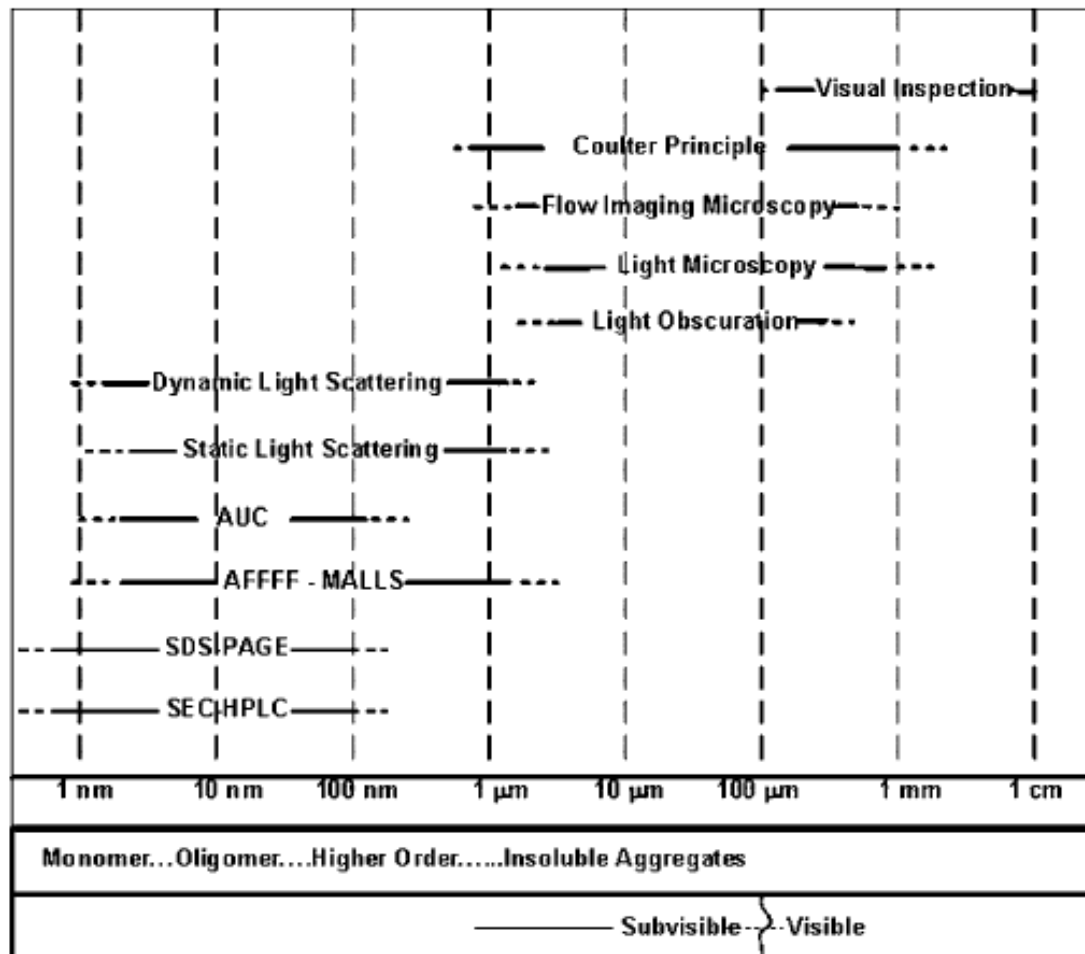 Visual Inspection
Coulter Principle
Flow Imaging Microscopy
Light Microscopy
Light Obscuration
Dynamic Light Scattering
Static Light Scattering
AUC
AFFFF - MALLS
SDS-PAGE
SEC-HPLC
1 nm 10 nm 100 nm 1 µm 10 µm 100 µm 1 mm 1 cm
Monomer...Oligomer....Higher Order......Insoluble Aggregates
Subvisible Visible